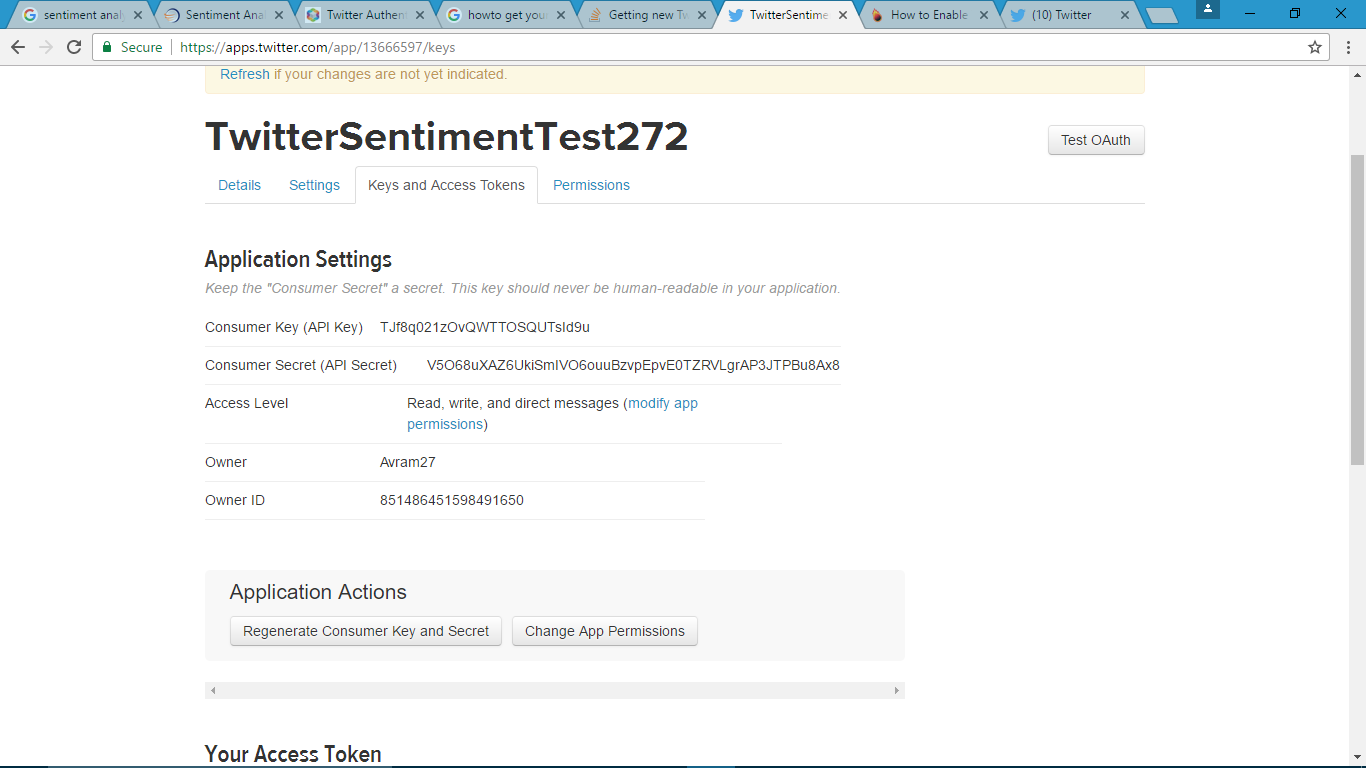 sentiment analy
Sentiment Ana
Twitter Authent
howto get you
Getting new Tw
TwitterSentime
How to Enable
(10) Twitter
Secure
https://apps.twitter.com/app/13666597/keys
Refresh if your changes are not yet indicated.
TwitterSentimentTest272
Test OAuth
Details
Settings
Keys and Access Tokens
Permissions
Application Settings
Keep the "Consumer Secret" a secret. This key should never be human-readable in your application.
Consumer Key (API Key) TJf8q021zOvQWTTOSQUTsId9u
Consumer Secret (API Secret) V5O68uXAZ6UkiSmIVO6ouuBzvpEpvE0TZRVLgrAP3JTPBu8Ax8
Access Level Read, write, and direct messages (modify app
permissions)
Owner Avram27
Owner ID 851486451598491650
Application Actions
Regenerate Consumer Key and Secret
Change App Permissions
Your Access Token